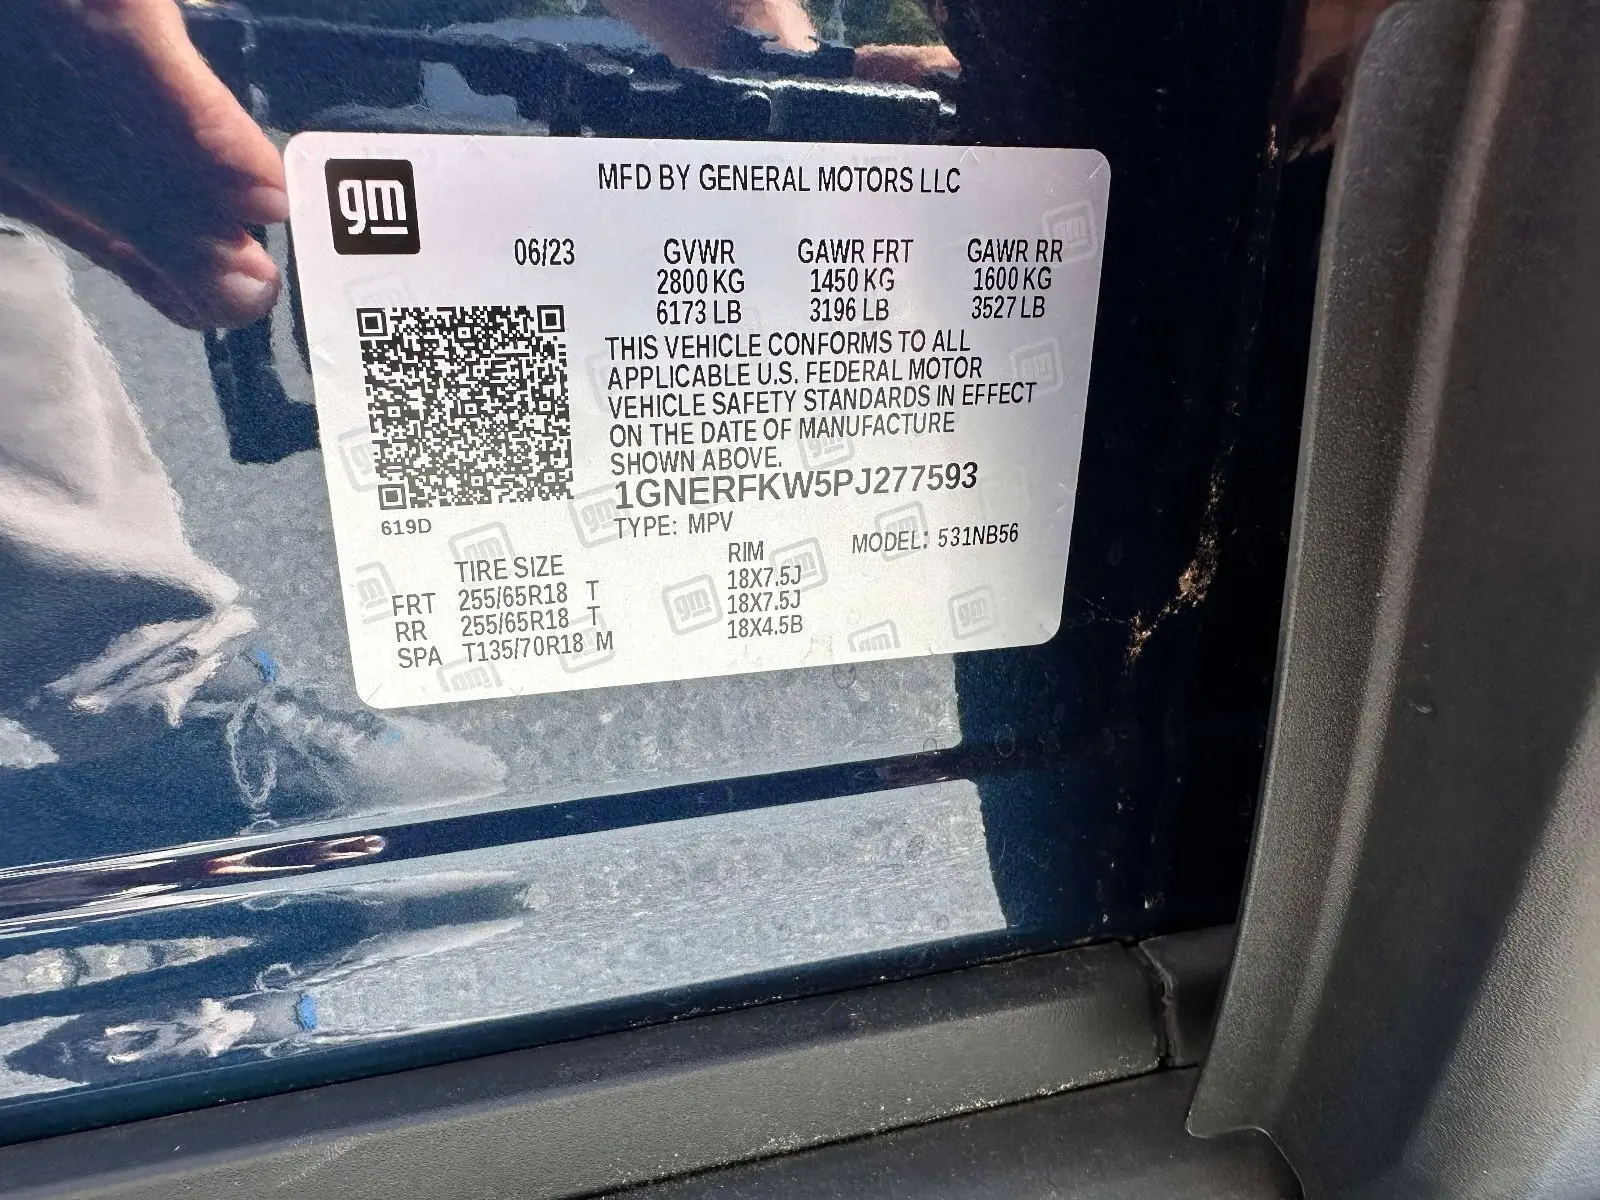 gm
MFD BY GENERAL MOTORS LLC
06/23 GVWR GAWR FRT GAWR RR
2800 KG 1450 KG 1600 KG
6173 LB 3196 LB 3527 LB
THIS VEHICLE CONFORMS TO ALL
APPLICABLE U.S. FEDERAL MOTOR
VEHICLE SAFETY STANDARDS IN EFFECT
ON THE DATE OF MANUFACTURE
SHOWN ABOVE.
1GNERFKW5PJ277593
619D
TYPE: MPV MODEL: 531NB56
TIRE SIZE RIM
FRT 255/65R18 T 18X7.5J
RR 255/65R18 T 18X7.5J
SPA T135/70R18 M 18X4.5B